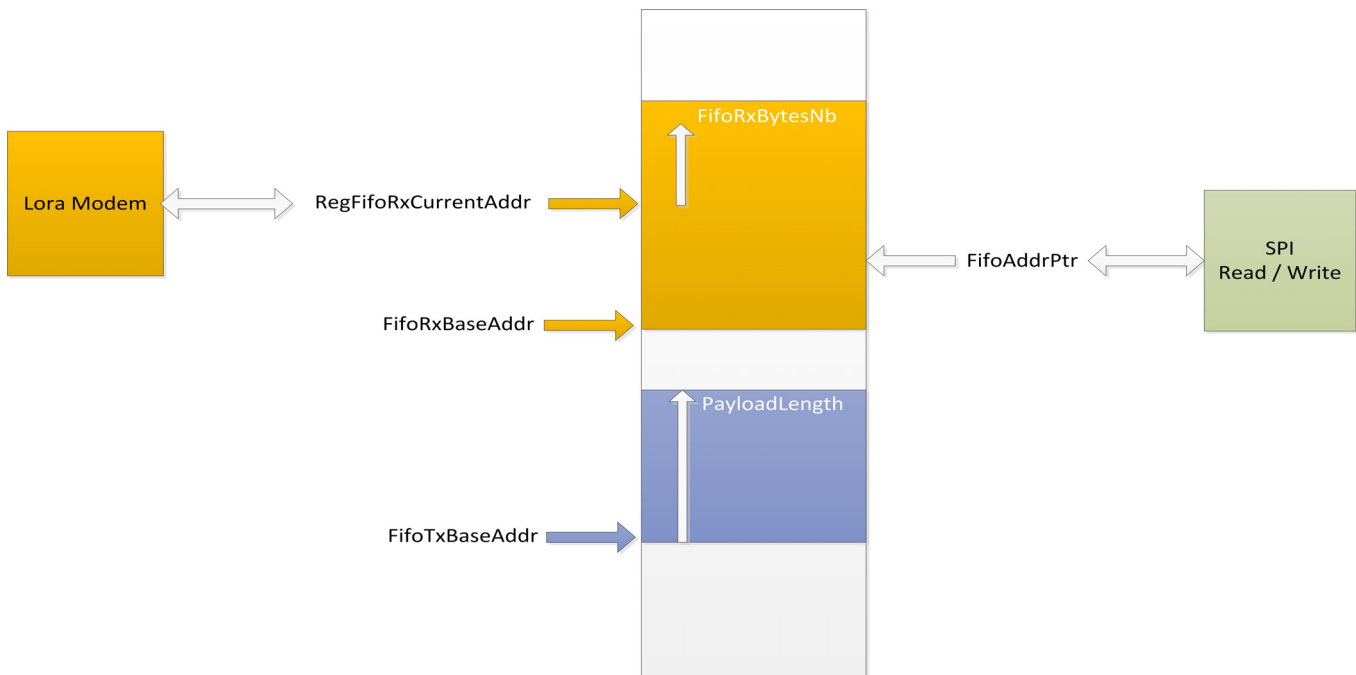 FifoRxBytesNb
Lora Modem
RegFifoRxCurrentAddr
SPI
Read / Write
FifoAddrPtr
FifoRxBaseAddr
PayloadLength
FifoTxBaseAddr